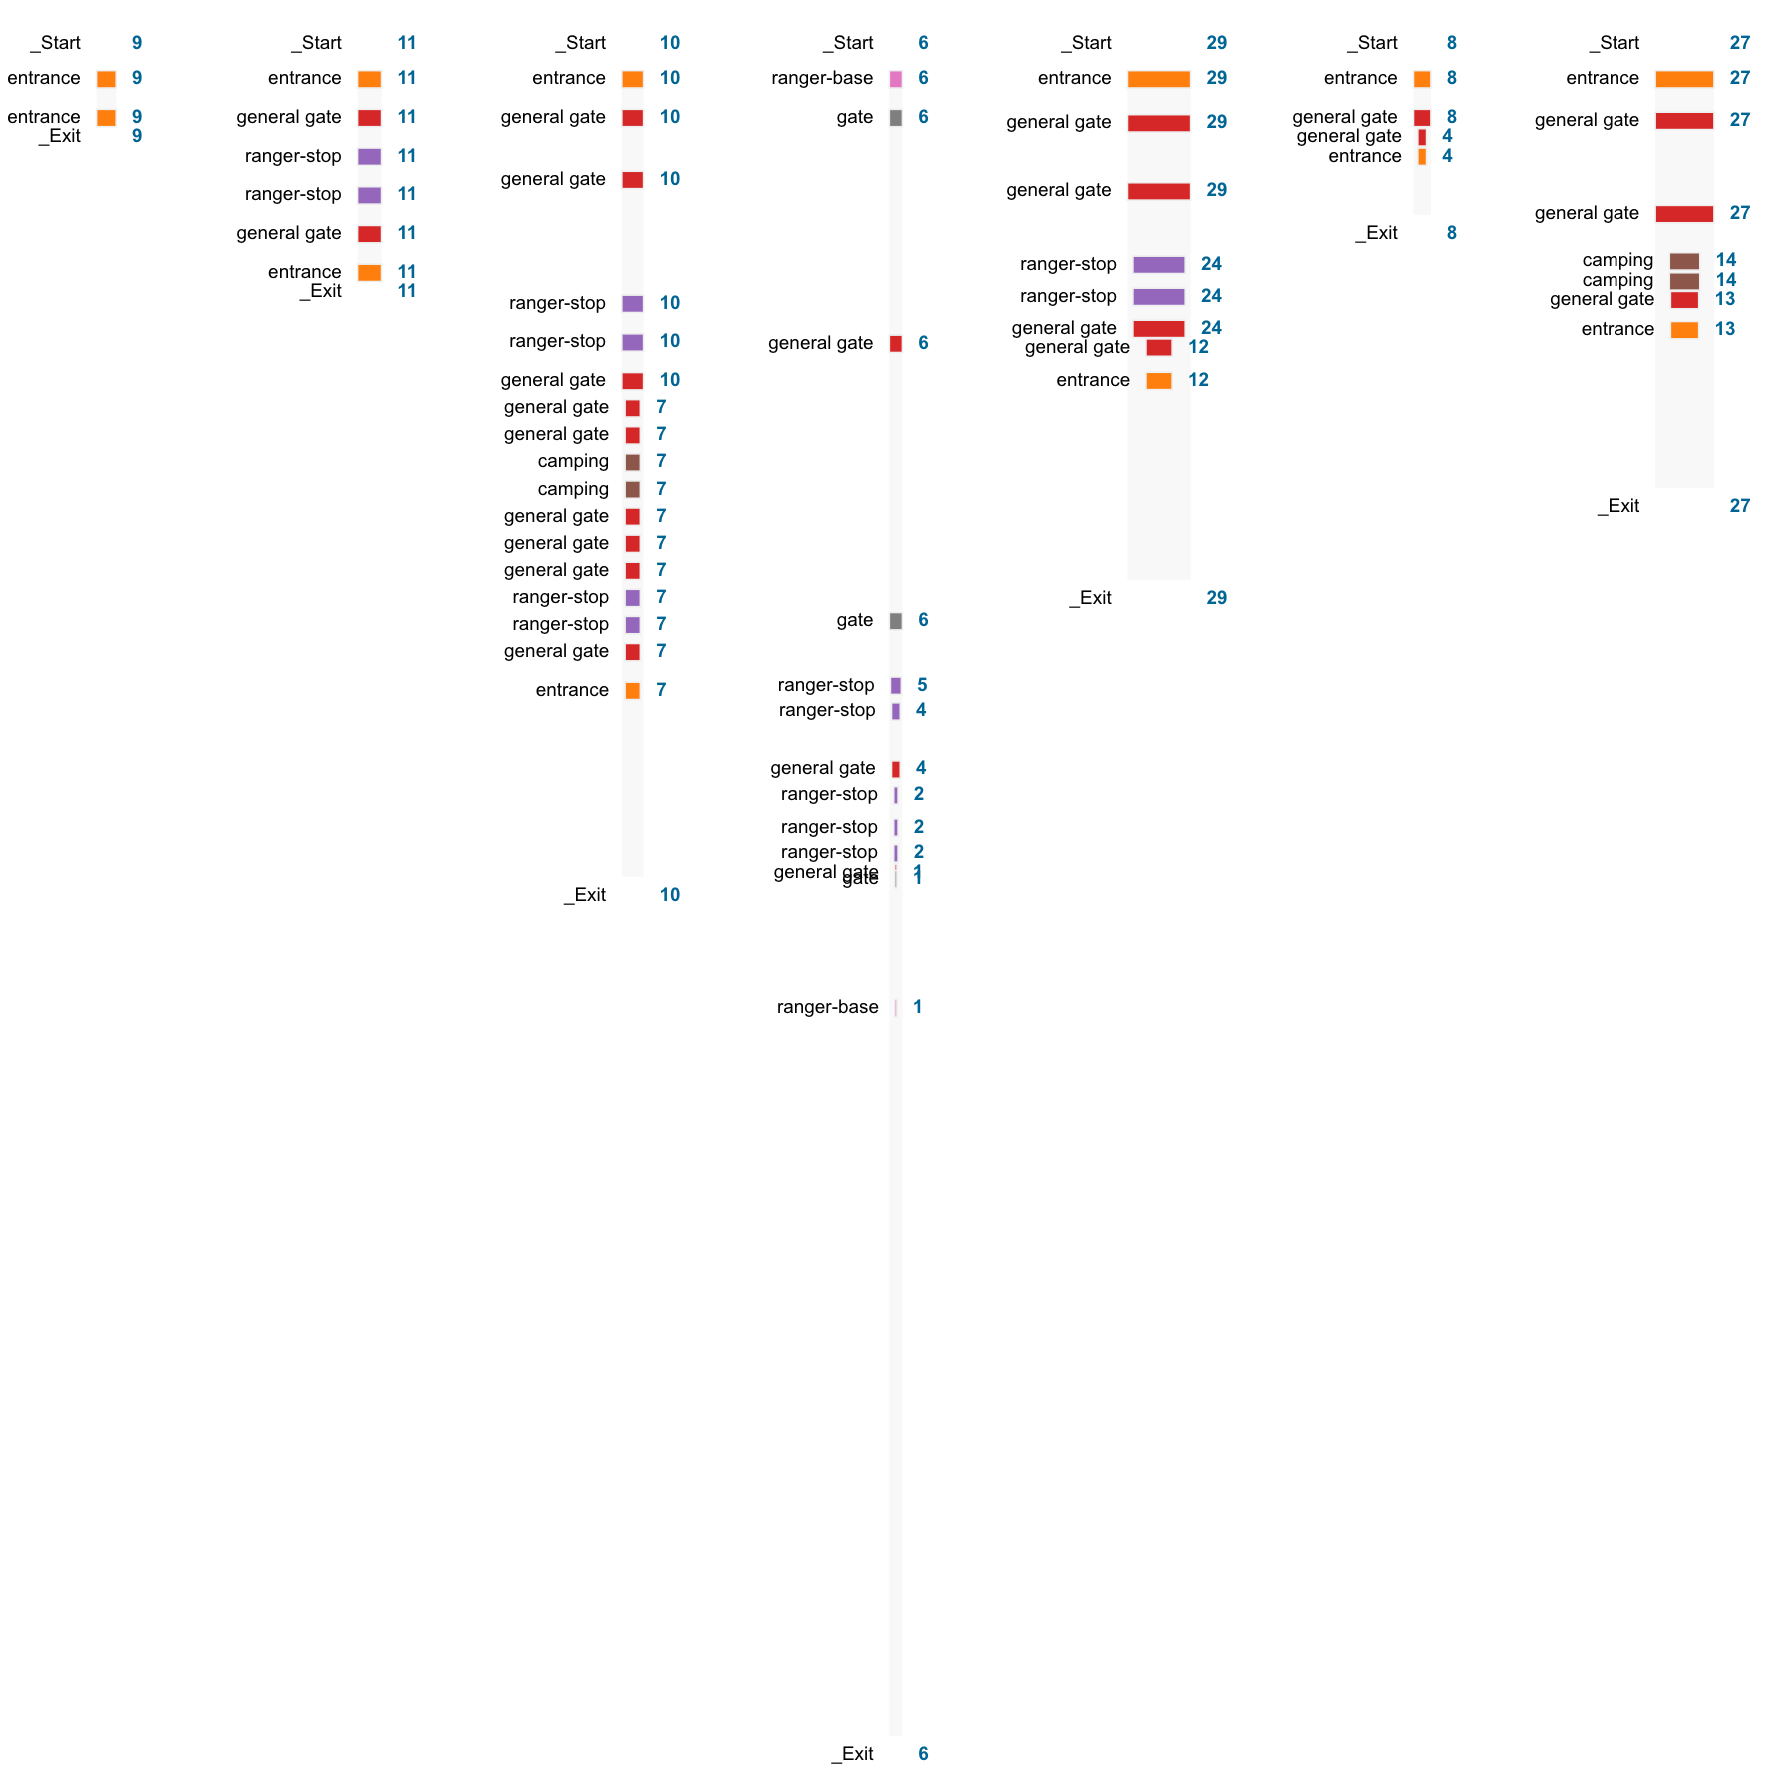 _Start 9
entrance 9
entrance 9
_Exit 9
_Start 11
entrance 11
general gate 11
ranger-stop 11
ranger-stop 11
general gate 11
entrance 11
_Exit 11
_Start 10
entrance 10
general gate 10
general gate 10
ranger-stop 10
ranger-stop 10
general gate 10
general gate 7
general gate 7
camping 7
camping 7
general gate 7
general gate 7
general gate 7
ranger-stop 7
ranger-stop 7
general gate 7
entrance 7
_Exit 10
_Start 6
ranger-base 6
gate 6
general gate 6
gate 6
ranger-stop 5
ranger-stop 4
general gate 4
ranger-stop 2
ranger-stop 2
ranger-stop 2
general gate 1
gate 1
ranger-base 1
_Exit 6
_Start 29
entrance 29
general gate 29
general gate 29
ranger-stop 24
ranger-stop 24
general gate 24
general gate 12
entrance 12
_Exit 29
_Start 8
entrance 8
general gate 8
general gate 4
entrance 4
_Exit 8
_Start 27
entrance 27
general gate 27
general gate 27
camping 14
camping 14
general gate 13
entrance 13
_Exit 27